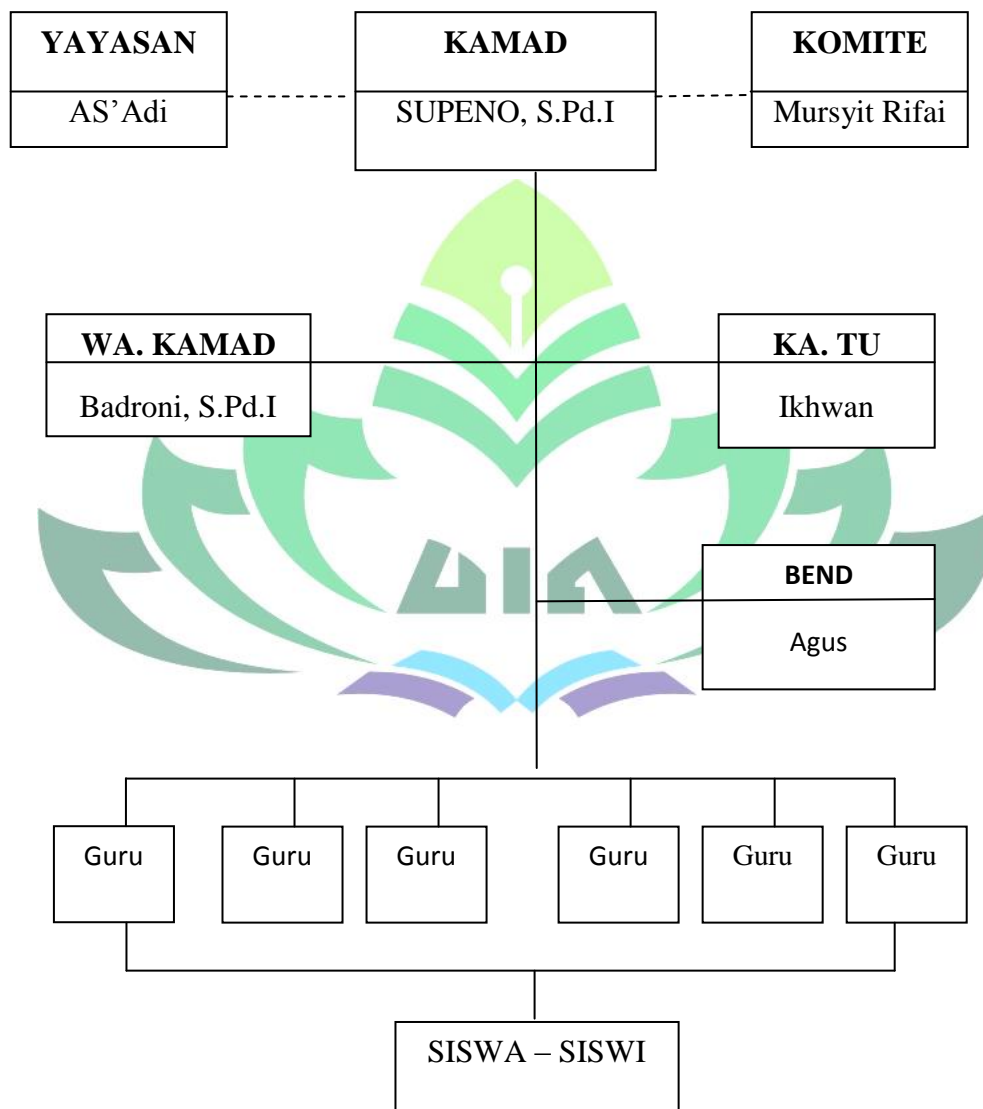 YAYASAN
AS’Adi
KAMAD
SUPENO, S.Pd.I
KOMITE
Mursyit Rifai
WA. KAMAD
Badroni, S.Pd.I
KA. TU
Ikhwan
UIN
BEND
Agus
Guru
Guru
Guru
Guru
Guru
Guru
SISWA – SISWI